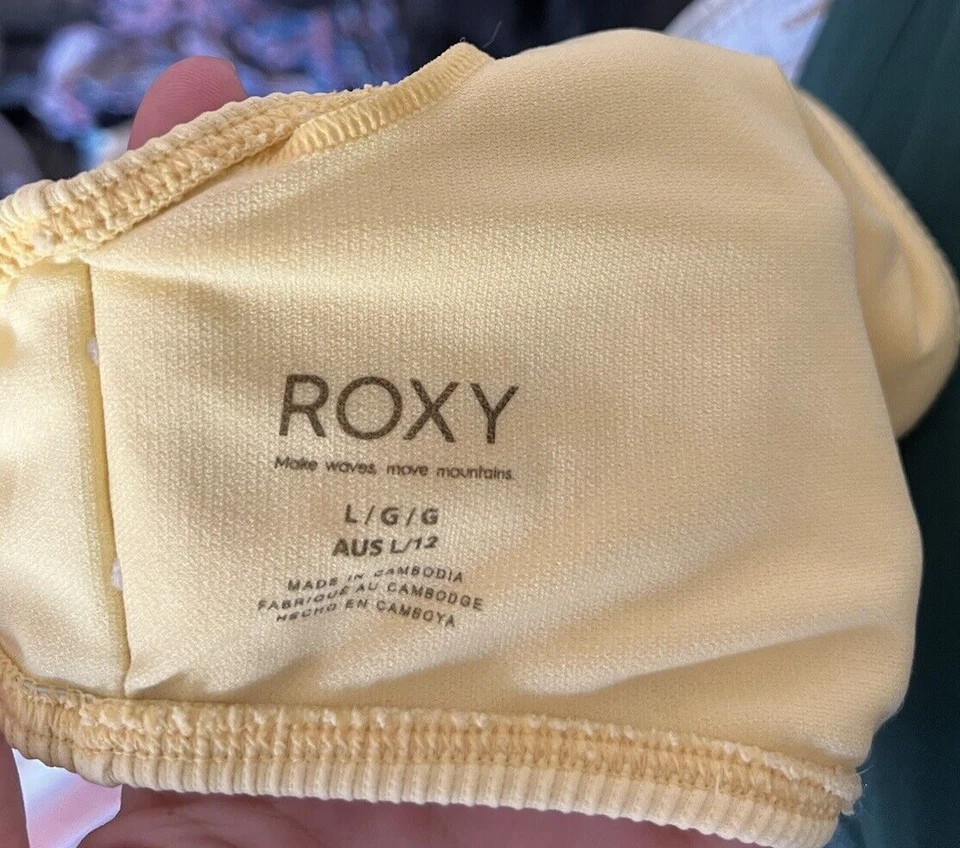 ROXY
Make waves, move mountains.
L/G/G
AUS L/12
MADE IN CAMBODIA
FABRIQUÉ AU CAMBODGE
HECHO EN CAMBOYA